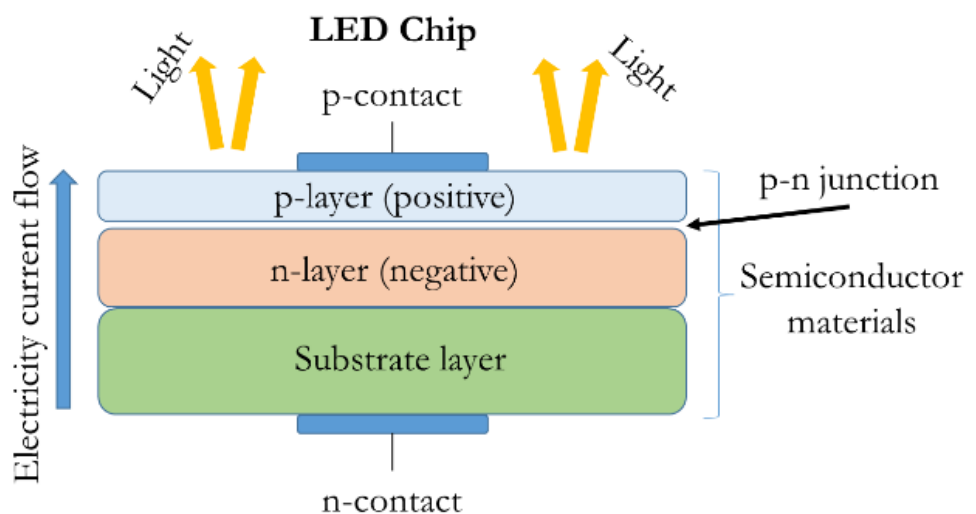 LED Chip
Light
Light
p-contact
Electricity current flow
p-layer (positive)
p-n junction
n-layer (negative)
Semiconductor
materials
Substrate layer
n-contact